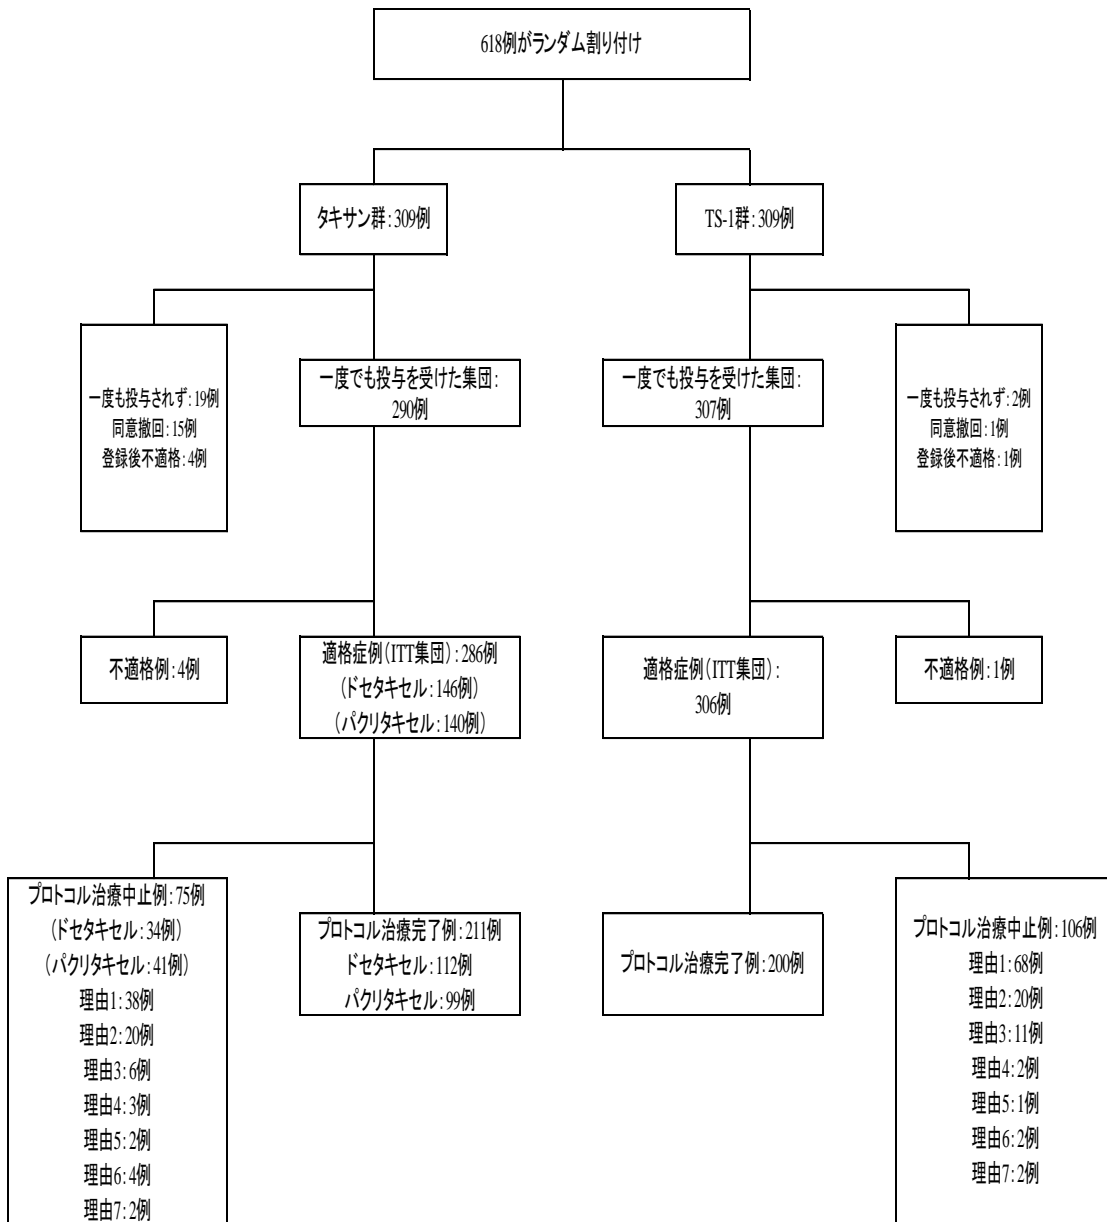 618例がランダム割り付け
タキサン群:309例
TS-1群:309例
一度も投与されず:19例
同意撤回:15例
登録後不適格:4例
一度でも投与を受けた集団:
290例
一度でも投与を受けた集団:
307例
一度も投与されず:2例
同意撤回:1例
登録後不適格:1例
不適格例:4例
適格症例(ITT集団):286例
(ドセタキセル:146例)
(パクリタキセル:140例)
適格症例(ITT集団):
306例
不適格例:1例
プロトコル治療中止例:75例
(ドセタキセル:34例)
(パクリタキセル:41例)
理由1:38例
理由2:20例
理由3:6例
理由4:3例
理由5:2例
理由6:4例
理由7:2例
プロトコル治療完了例:211例
ドセタキセル:112例
パクリタキセル:99例
プロトコル治療完了例:200例
プロトコル治療中止例:106例
理由1:68例
理由2:20例
理由3:11例
理由4:2例
理由5:1例
理由6:2例
理由7:2例